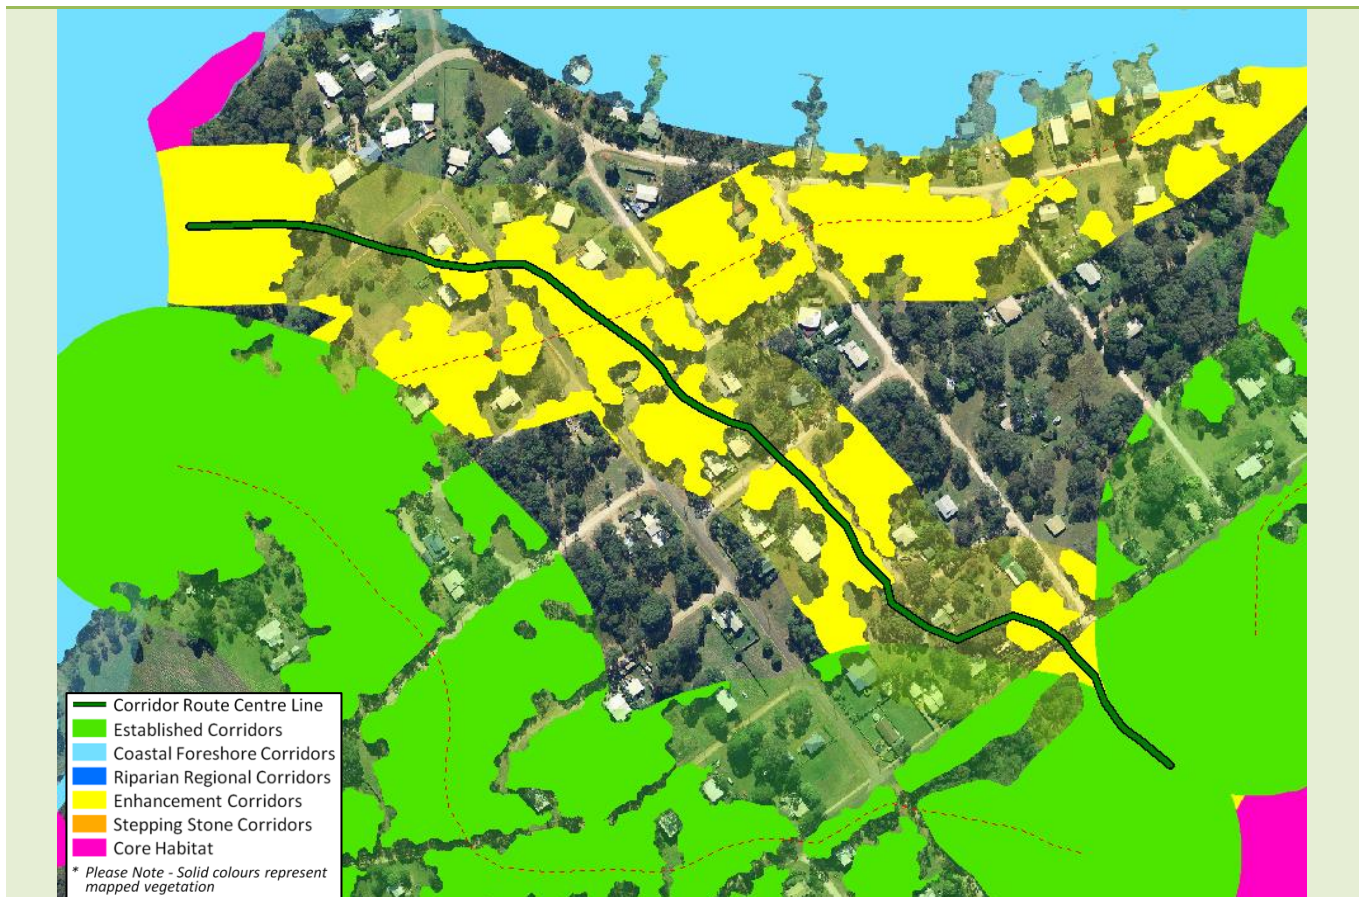 Corridor Route Centre Line
Established Corridors
Coastal Foreshore Corridors
Riparian Regional Corridors
Enhancement Corridors
Stepping Stone Corridors
Core Habitat
* Please Note - Solid colours represent
mapped vegetation